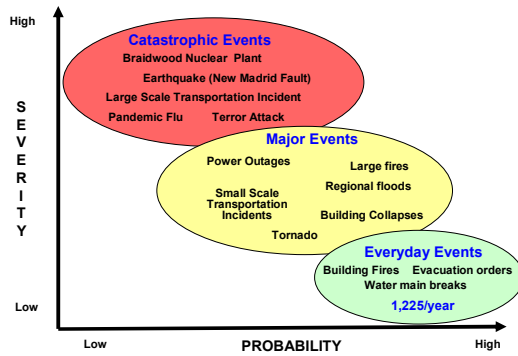 High
Catastrophic Events
Braidwood Nuclear Plant
Earthquake (New Madrid Fault)
Large Scale Transportation Incident
Pandemic Flu Terror Attack
SEVERITY
Major Events
Power Outages
Large fires
Regional floods
Small Scale
Transportation
Incidents
Building Collapses
Tornado
Everyday Events
Building Fires Evacuation orders
Water main breaks
1,225/year
Low
Low
PROBABILITY
High